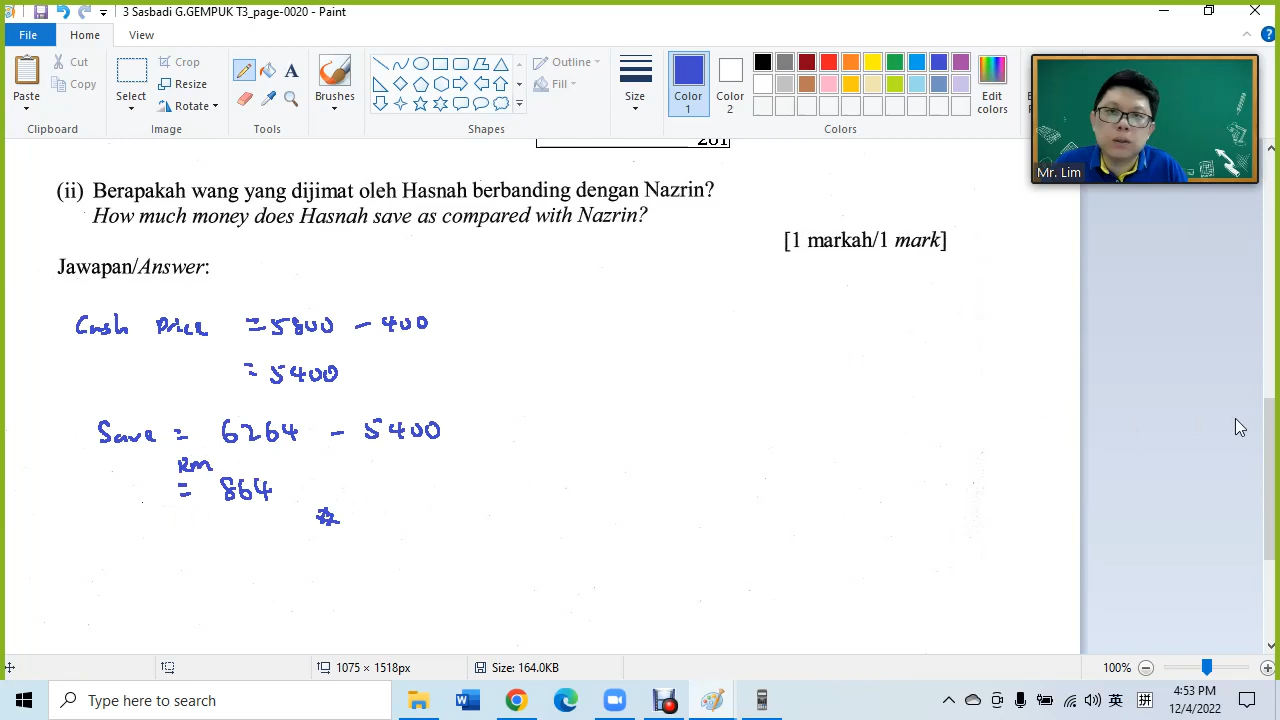 3 Sasbadi G.GEMPUK T3_page-0020 - Paint
File Home View
Paste Cut Copy Clipboard
Select Crop Resize Rotate Image
A Tools
Brushes
Outline Fill Shapes
Size
Color 1 Color 2 Edit colors Colors
Mr. Lim
201
(ii) Berapakah wang yang dijimat oleh Hasnah berbanding dengan Nazrin?
How much money does Hasnah save as compared with Nazrin?
[1 markah/1 mark]
Jawapan/Answer:
Cash Price = 5800 - 400
= 5400
Save = 6264 - 5400
RM
= 864
1075 × 1518px Size: 164.0KB 100%
Type here to search
英 拼 4:53 PM
12/4/2022